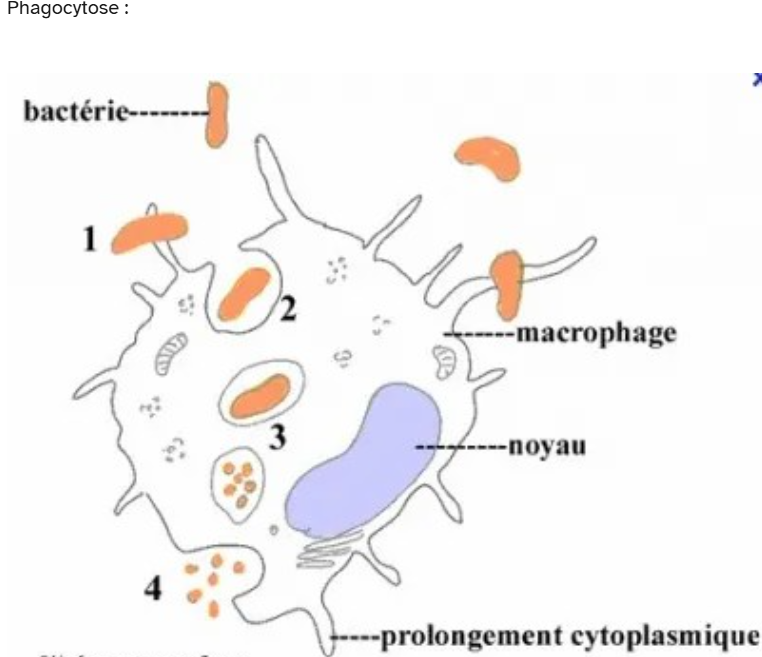 Phagocytose :
bactérie
1
2
macrophage
3
noyau
4
prolongement cytoplasmique